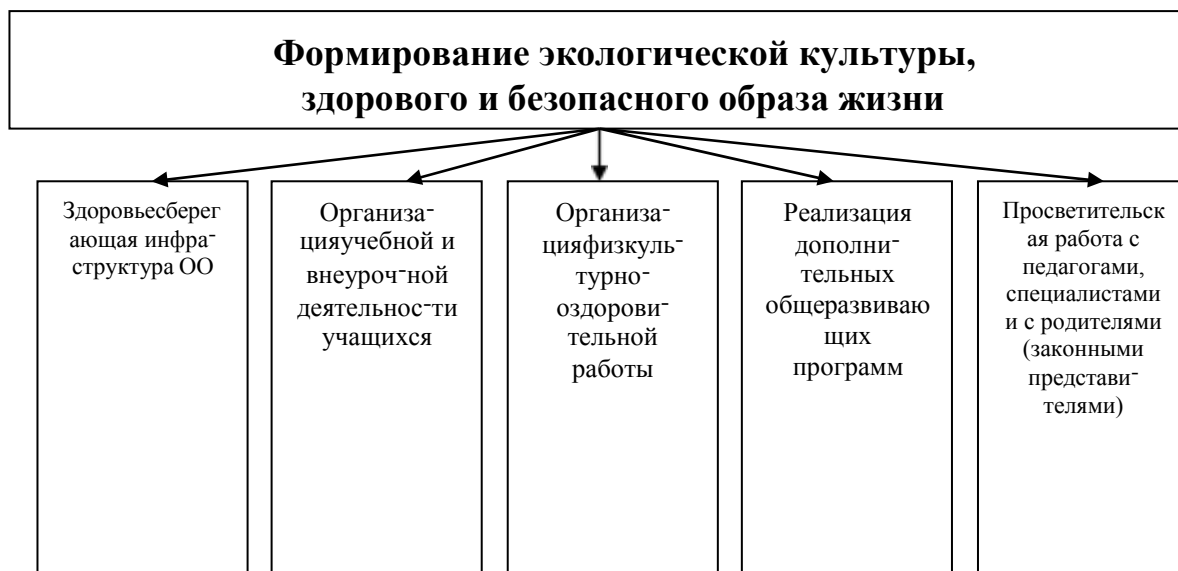 Формирование экологической культуры,
здорового и безопасного образа жизни
Здоровьесберег
ающая инфра-
структура ОО
Организа-
цияучебной и
внеуроч-ной
деятельнос-ти
учащихся
Организа-
цияфизкуль-
турно-
оздорови-
тельной
работы
Реализация
дополни-
тельных
общеразвиваю
щих
программ
Просветительск
ая работа с
педагогами,
специалистами
и с родителями
(законными
представи-
телями)